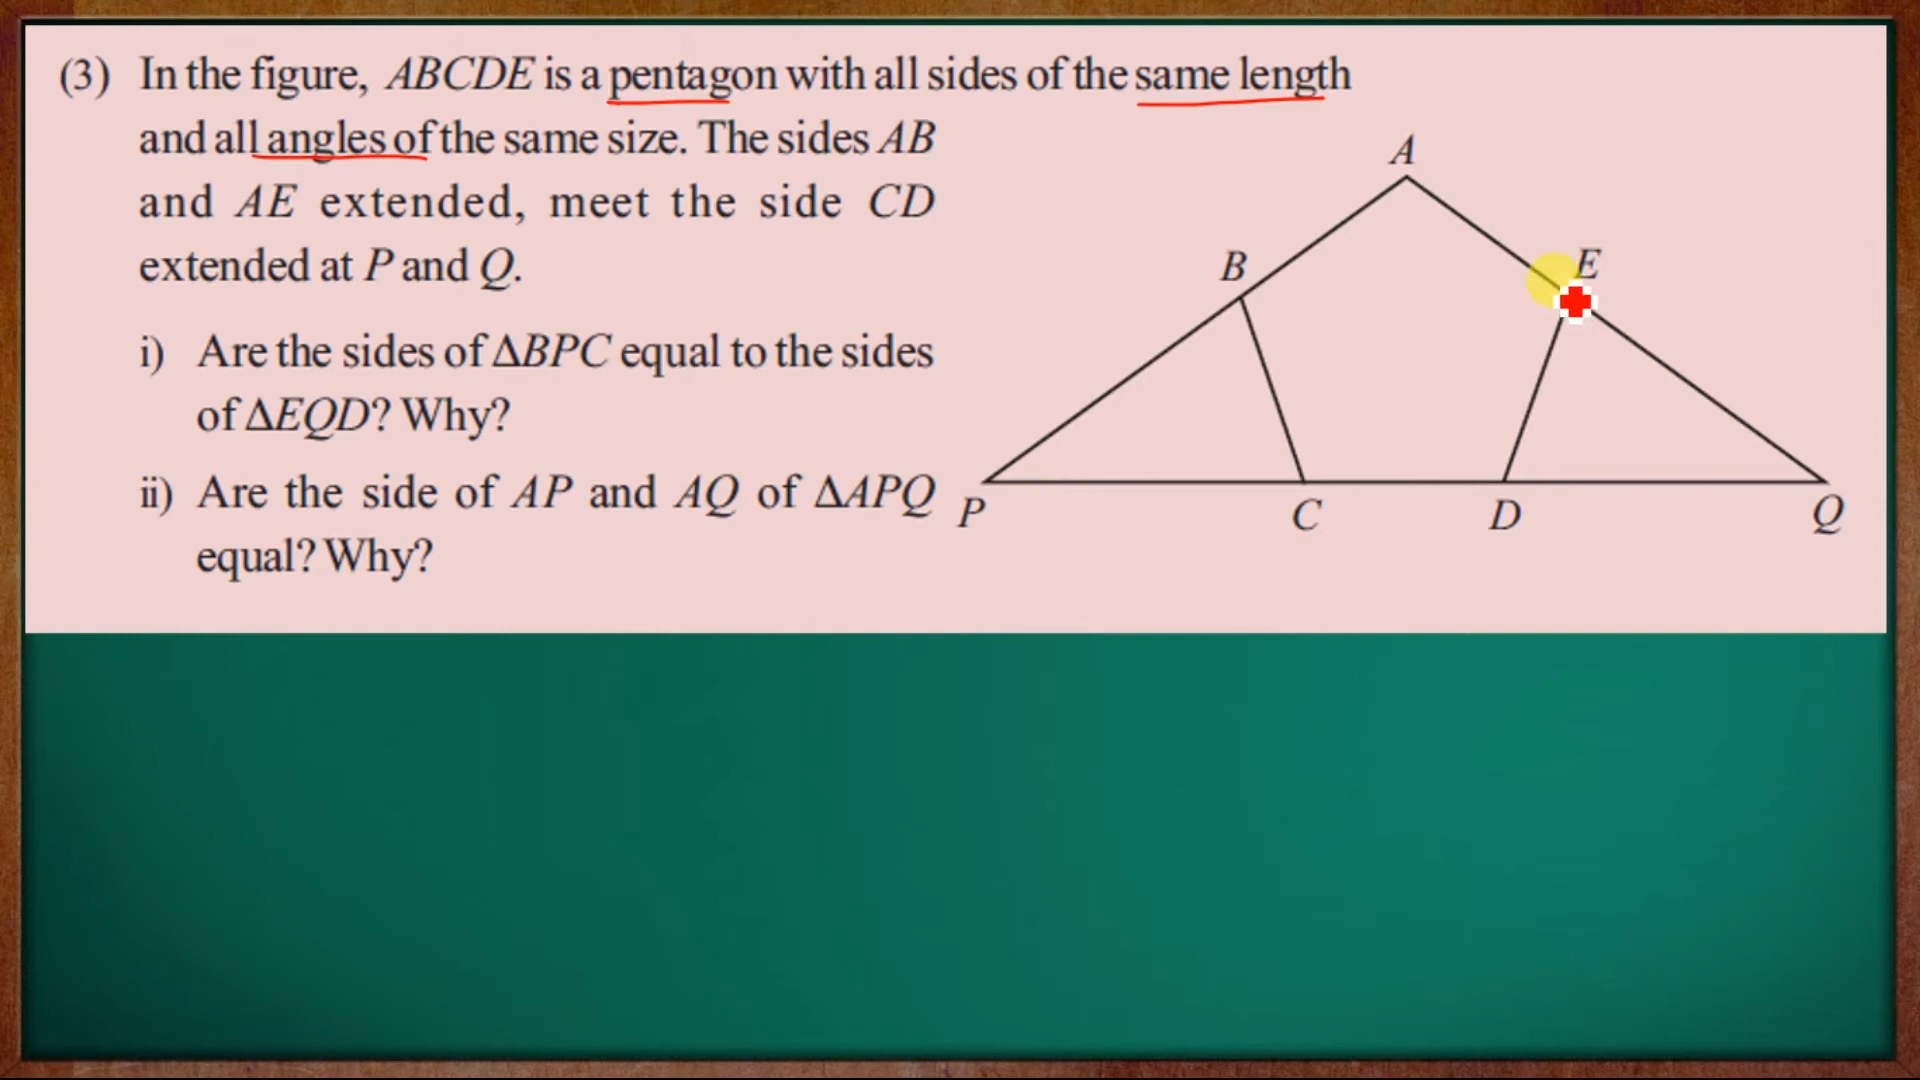 (3) In the figure, ABCDE is a pentagon with all sides of the same length
and all angles of the same size. The sides AB
and AE extended, meet the side CD
extended at P and Q.
i) Are the sides of ΔBPC equal to the sides
of ΔEQD? Why?
ii) Are the side of AP and AQ of ΔAPQ
equal? Why?
A
B
E
P
C
D
Q